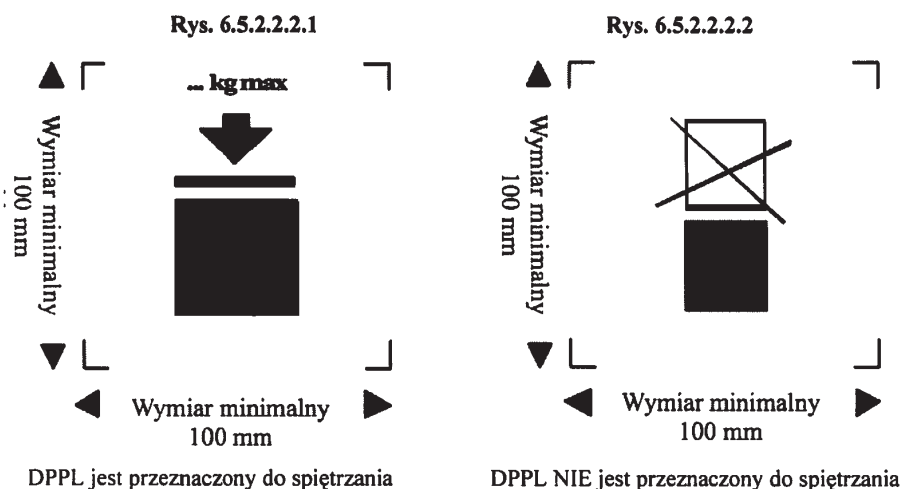 Rys. 6.5.2.2.2.1
... kg max
Wymiar minimalny
100 mm
Wymiar minimalny
100 mm
DPPL jest przeznaczony do spiętrzania
Rys. 6.5.2.2.2.2
Wymiar minimalny
100 mm
Wymiar minimalny
100 mm
DPPL NIE jest przeznaczony do spiętrzania